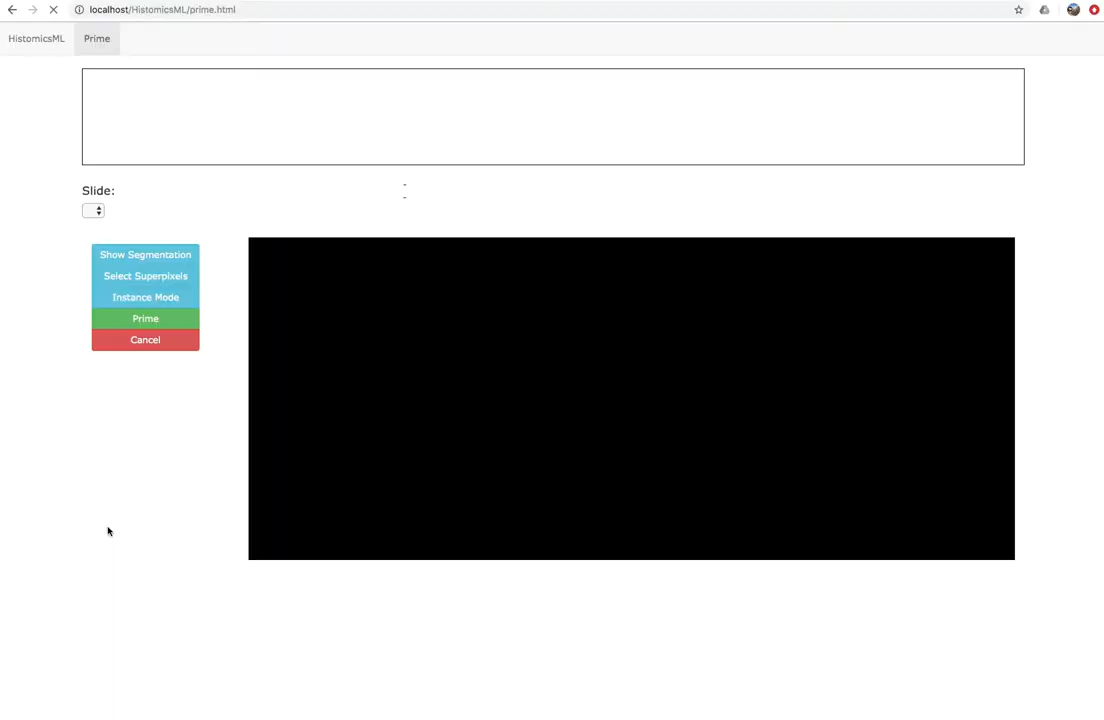 localhost/HistomicsML/prime.html
HistomicsML Prime
Slide:
-
-
Show Segmentation
Select Superpixels
Instance Mode
Prime
Cancel